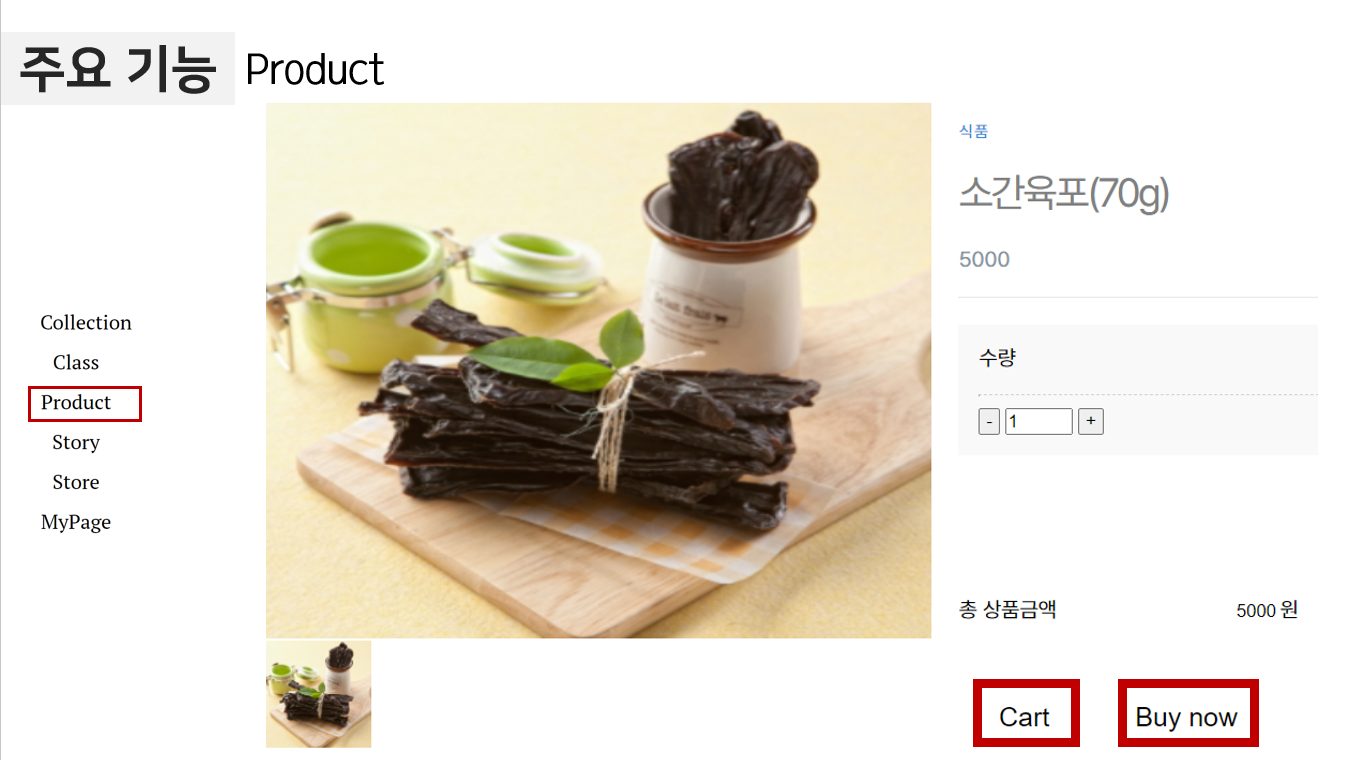 주요 기능 Product
Collection
Class
Product
Story
Store
MyPage
식품
소간육포(70g)
5000
수량
- 1 +
총 상품금액 5000 원
Cart Buy now